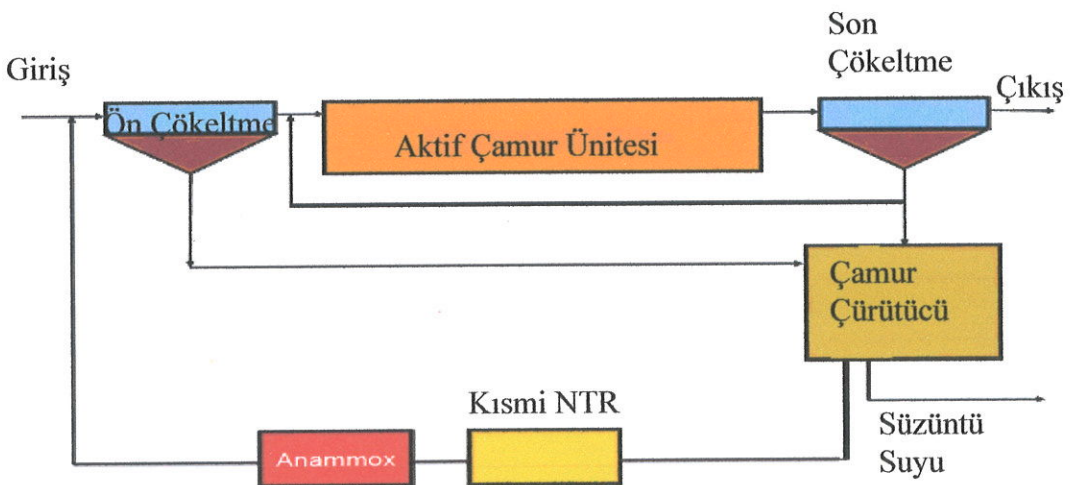 Giriş
Ön Çökeltme
Aktif Çamur Ünitesi
Son
Çökeltme
Çıkış
Çamur
Çürütücü
Kısmi NTR
Anammox
Süzüntü
Suyu